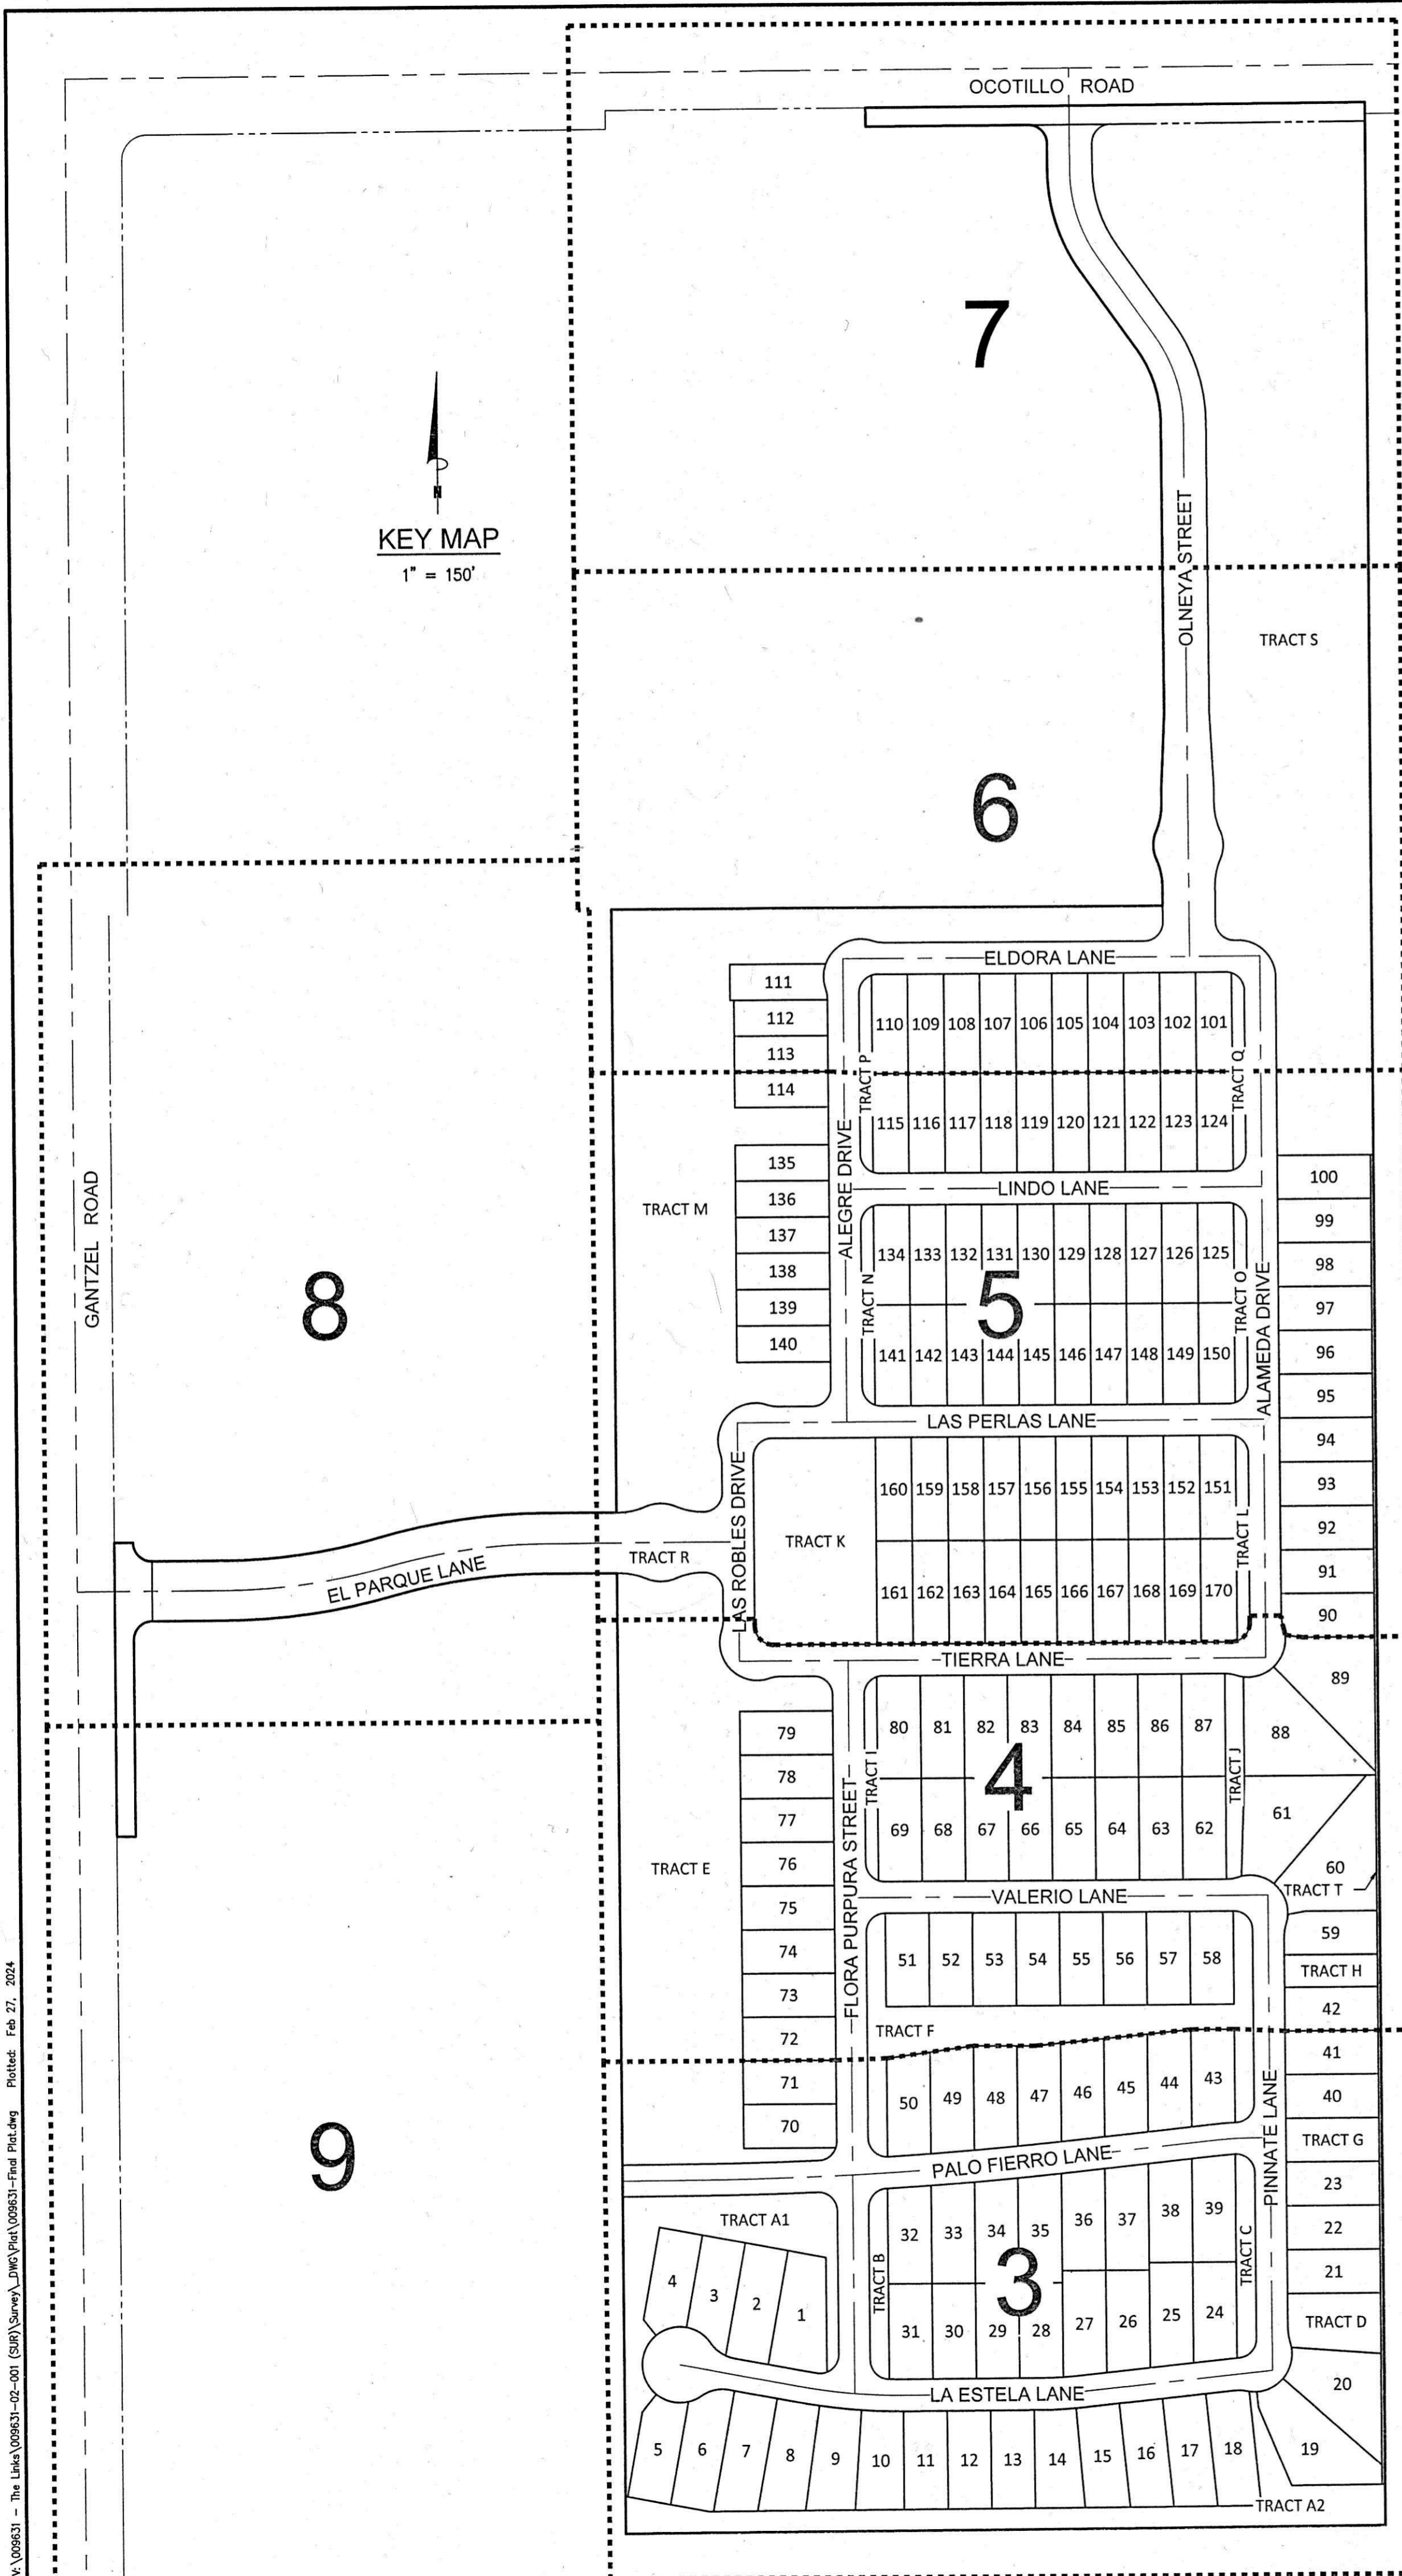 OCOTILLO ROAD
7
N
KEY MAP
1" = 150'
OLNEYA STREET
TRACT S
6
ELDORA LANE
111
112
113
114
110 109 108 107 106 105 104 103 102 101
TRACT P
TRACT Q
115 116 117 118 119 120 121 122 123 124
ALEGRE DRIVE
LINDO LANE
GANTZEL ROAD
8
TRACT M
135
136
137
138
139
140
134 133 132 131 130 129 128 127 126 125
TRACT N
5
TRACT O
141 142 143 144 145 146 147 148 149 150
ALAMEDA DRIVE
100
99
98
97
96
95
94
93
92
91
90
LAS PERLAS LANE
LAS ROBLES DRIVE
160 159 158 157 156 155 154 153 152 151
TRACT K
TRACT L
161 162 163 164 165 166 167 168 169 170
EL PARQUE LANE
TRACT R
TIERRA LANE
89
88
79
78
77
76
75
74
73
72
71
70
TRACT E
FLORA PURPURA STREET
80 81 82 83 84 85 86 87
TRACT I
4
TRACT J
69 68 67 66 65 64 63 62
61
60
TRACT T
VALERIO LANE
59
TRACT H
42
51 52 53 54 55 56 57 58
TRACT F
41
40
TRACT G
23
22
21
TRACT D
20
19
50 49 48 47 46 45 44 43
PINNATE LANE
9
PALO FIERRO LANE
TRACT A1
4 3 2 1
TRACT B
32 33 34 35 36 37 38 39
3
TRACT C
31 30 29 28 27 26 25 24
LA ESTELA LANE
5 6 7 8 9 10 11 12 13 14 15 16 17 18
TRACT A2
V:\009631 - The Links\009631-02-001 (SUR)\Survey\_DWG\Plat\009631-Final Plat.dwg Plotted: Feb 27, 2024